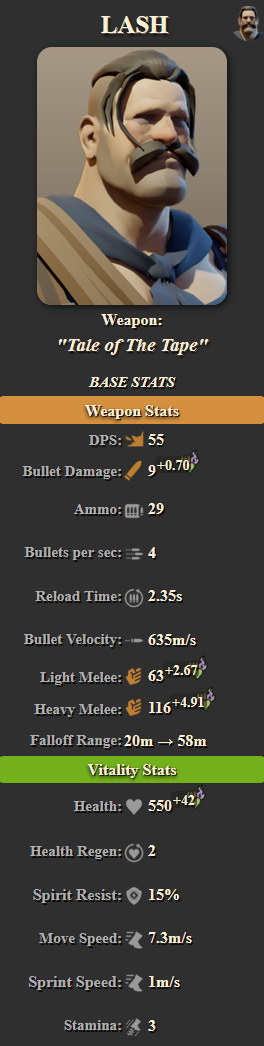 LASH
Weapon:
"Tale of The Tape"
BASE STATS
Weapon Stats
DPS: 55
Bullet Damage: 9+0.70
Ammo: 29
Bullets per sec: 4
Reload Time: 2.35s
Bullet Velocity: 635m/s
Light Melee: 63+2.67
Heavy Melee: 116+4.91
Falloff Range: 20m → 58m
Vitality Stats
Health: 550+42
Health Regen: 2
Spirit Resist: 15%
Move Speed: 7.3m/s
Sprint Speed: 1m/s
Stamina: 3